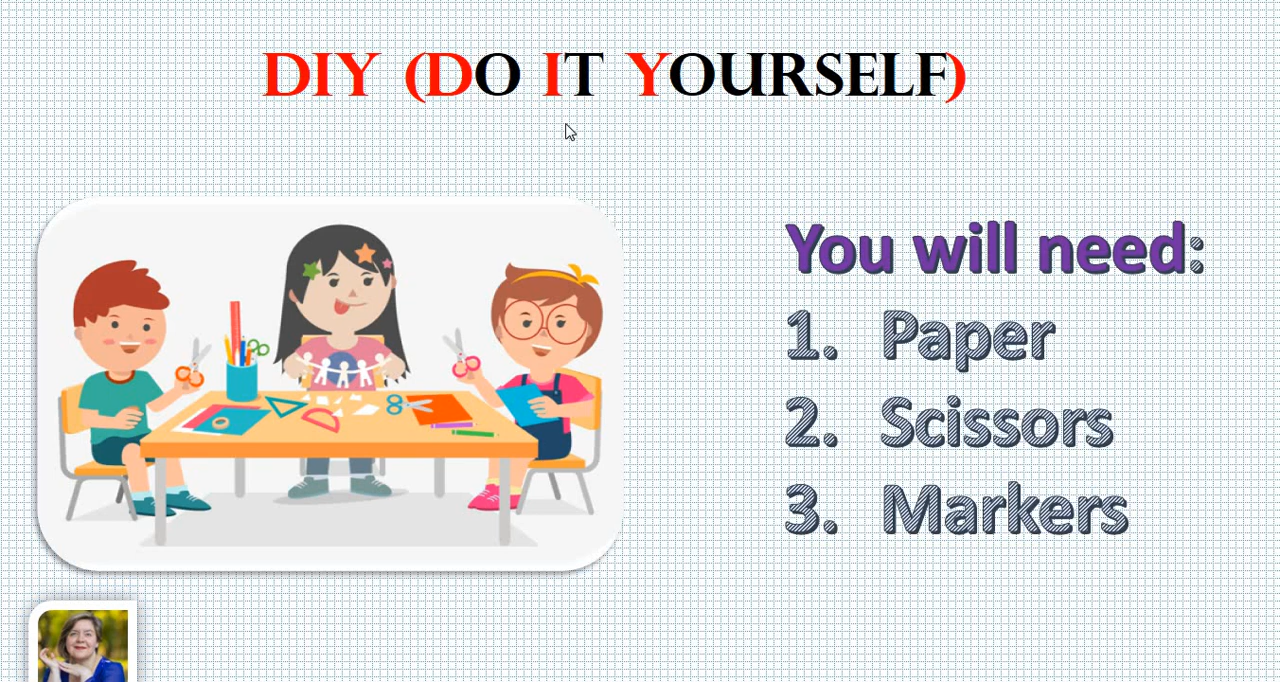 DIY (DO IT YOURSELF)
You will need:
1. Paper
2. Scissors
3. Markers